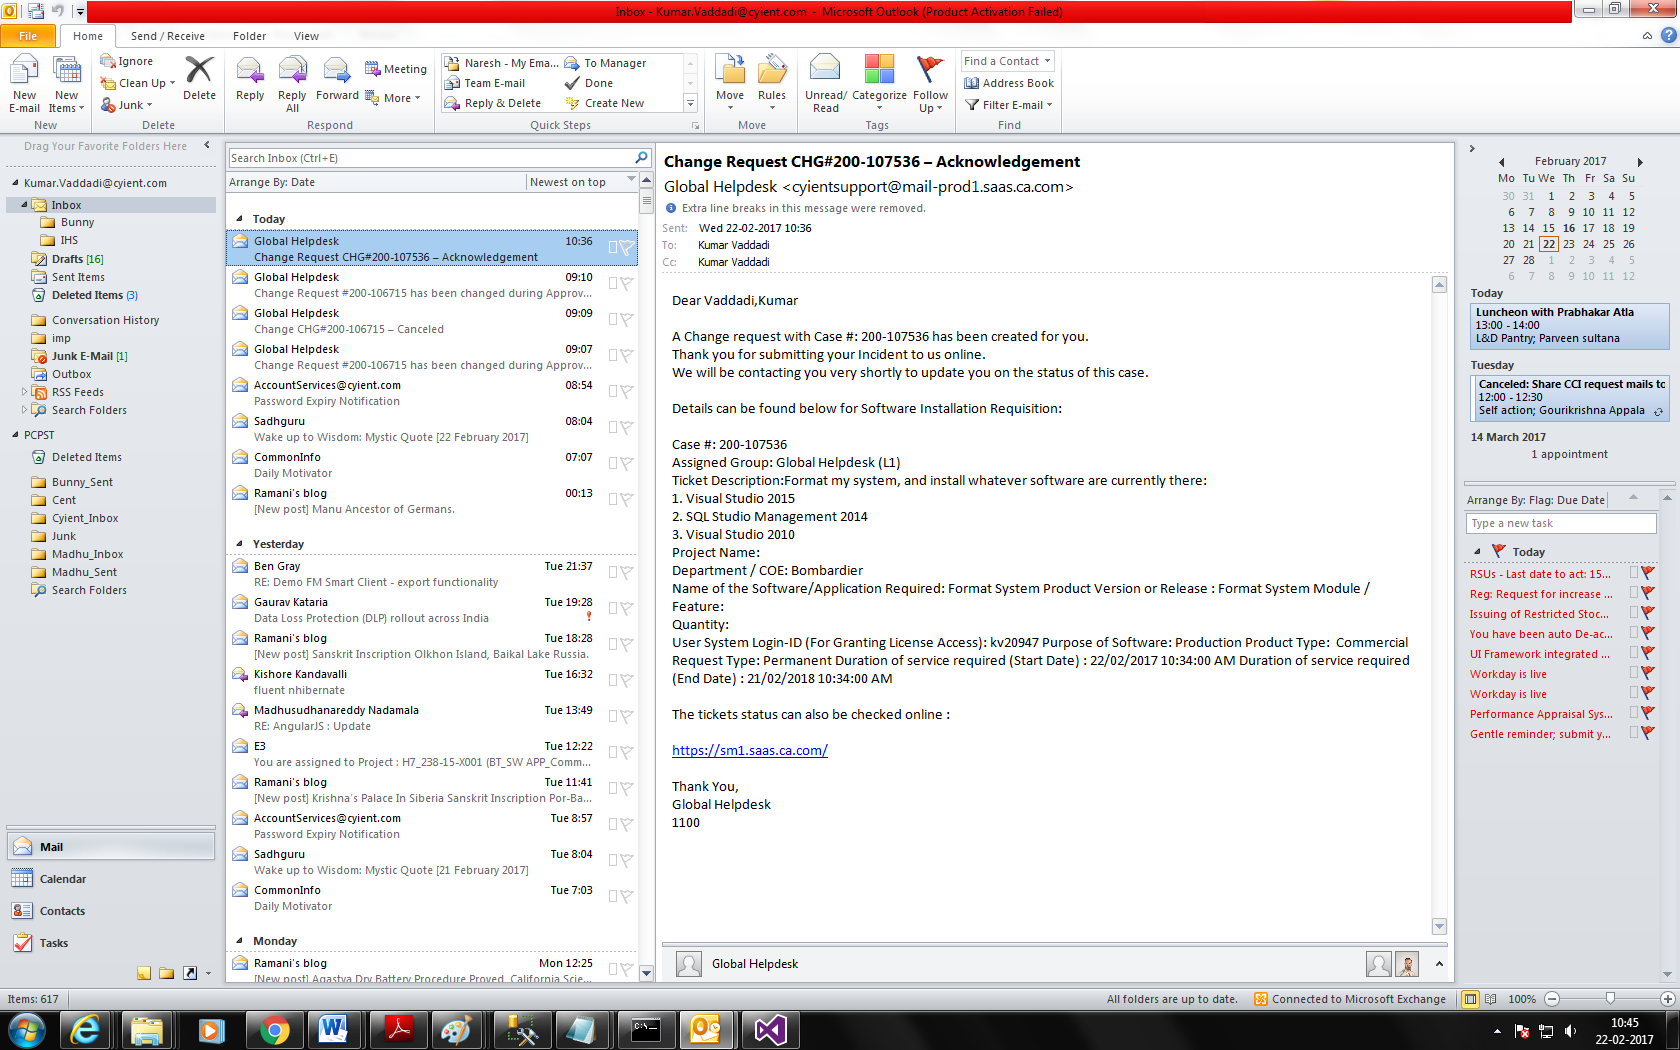 Inbox - Kumar.Vaddadi@cyient.com - Microsoft Outlook (Product Activation Failed)
File
Home
Send / Receive
Folder
View
New E-mail
New Items
New
Ignore
Clean Up
Junk
Delete
Delete
Reply
Reply All
Forward
Meeting
More
Respond
Naresh - My Ema...
Team E-mail
Reply & Delete
To Manager
Done
Create New
Quick Steps
Move
Rules
Move
Unread/ Read
Categorize
Follow Up
Tags
Find a Contact
Address Book
Filter E-mail
Find
Drag Your Favorite Folders Here
Kumar.Vaddadi@cyient.com
Inbox
Bunny
IHS
Drafts [16]
Sent Items
Deleted Items (3)
Conversation History
imp
Junk E-Mail [1]
Outbox
RSS Feeds
Search Folders
PCPST
Deleted Items
Bunny_Sent
Cent
Cyient_Inbox
Junk
Madhu_Inbox
Madhu_Sent
Search Folders
Mail
Calendar
Contacts
Tasks
Search Inbox (Ctrl+E)
Arrange By: Date
Newest on top
Today
Global Helpdesk 10:36
Change Request CHG#200-107536 – Acknowledgement
Global Helpdesk 09:10
Change Request #200-106715 has been changed during Approv...
Global Helpdesk 09:09
Change CHG#200-106715 – Canceled
Global Helpdesk 09:07
Change Request #200-106715 has been changed during Approv...
AccountServices@cyient.com 08:54
Password Expiry Notification
Sadhguru 08:04
Wake up to Wisdom: Mystic Quote [22 February 2017]
CommonInfo 07:07
Daily Motivator
Ramani's blog 00:13
[New post] Manu Ancestor of Germans.
Yesterday
Ben Gray Tue 21:37
RE: Demo FM Smart Client - export functionality
Gaurav Kataria Tue 19:28
Data Loss Protection (DLP) rollout across India
Ramani's blog Tue 18:28
[New post] Sanskrit Inscription Olkhon Island, Baikal Lake Russia.
Kishore Kandavalli Tue 16:32
fluent nhibernate
Madhusudhanareddy Nadamala Tue 13:49
RE: AngularJS : Update
E3 Tue 12:22
You are assigned to Project : H7_238-15-X001 (BT_SW APP_Comm...
Ramani's blog Tue 11:41
[New post] Krishna's Palace In Siberia Sanskrit Inscription Por-Ba...
AccountServices@cyient.com Tue 8:57
Password Expiry Notification
Sadhguru Tue 8:04
Wake up to Wisdom: Mystic Quote [21 February 2017]
CommonInfo Tue 7:03
Daily Motivator
Monday
Ramani's blog Mon 12:25
[New post] Agastya Dry Battery Procedure Proved, California Scie...
Change Request CHG#200-107536 – Acknowledgement
Global Helpdesk <cyientsupport@mail-prod1.saas.ca.com>
Extra line breaks in this message were removed.
Sent: Wed 22-02-2017 10:36
To: Kumar Vaddadi
Cc: Kumar Vaddadi
Dear Vaddadi,Kumar
A Change request with Case #: 200-107536 has been created for you.
Thank you for submitting your Incident to us online.
We will be contacting you very shortly to update you on the status of this case.
Details can be found below for Software Installation Requisition:
Case #: 200-107536
Assigned Group: Global Helpdesk (L1)
Ticket Description:Format my system, and install whatever software are currently there:
1. Visual Studio 2015
2. SQL Studio Management 2014
3. Visual Studio 2010
Project Name:
Department / COE: Bombardier
Name of the Software/Application Required: Format System Product Version or Release : Format System Module /
Feature:
Quantity:
User System Login-ID (For Granting License Access): kv20947 Purpose of Software: Production Product Type: Commercial
Request Type: Permanent Duration of service required (Start Date) : 22/02/2017 10:34:00 AM Duration of service required
(End Date) : 21/02/2018 10:34:00 AM
The tickets status can also be checked online :
https://sm1.saas.ca.com/
Thank You,
Global Helpdesk
1100
Global Helpdesk
February 2017
Mo Tu We Th Fr Sa Su
30 31 1 2 3 4 5
6 7 8 9 10 11 12
13 14 15 16 17 18 19
20 21 22 23 24 25 26
27 28 1 2 3 4 5
6 7 8 9 10 11 12
Today
Luncheon with Prabhakar Atla
13:00 - 14:00
L&D Pantry; Parveen sultana
Tuesday
Canceled: Share CCI request mails to
12:00 - 12:30
Self action; Gourikrishna Appala
14 March 2017
1 appointment
Arrange By: Flag: Due Date
Type a new task
Today
RSUs - Last date to act: 15...
Reg: Request for increase ...
Issuing of Restricted Stoc...
You have been auto De-ac...
UI Framework integrated ...
Workday is live
Workday is live
Performance Appraisal Sys...
Gentle reminder; submit y...
Items: 617
All folders are up to date.
Connected to Microsoft Exchange
100%
10:45
22-02-2017